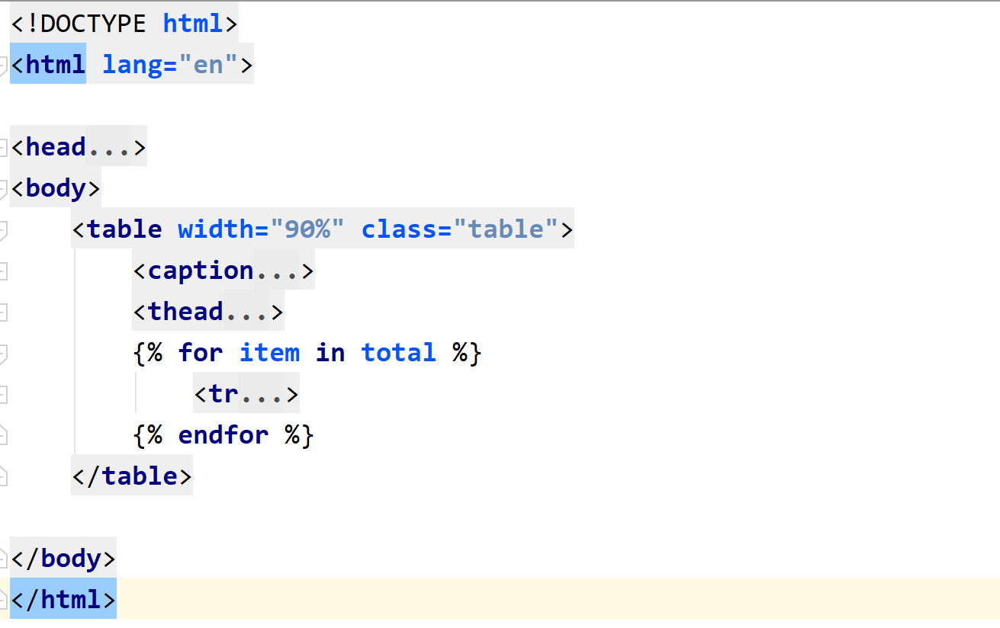 <!DOCTYPE html>
<html lang="en">
<head...>
<body>
<table width="90%" class="table">
<caption...>
<thead...>
{% for item in total %}
<tr...>
{% endfor %}
</table>
</body>
</html>